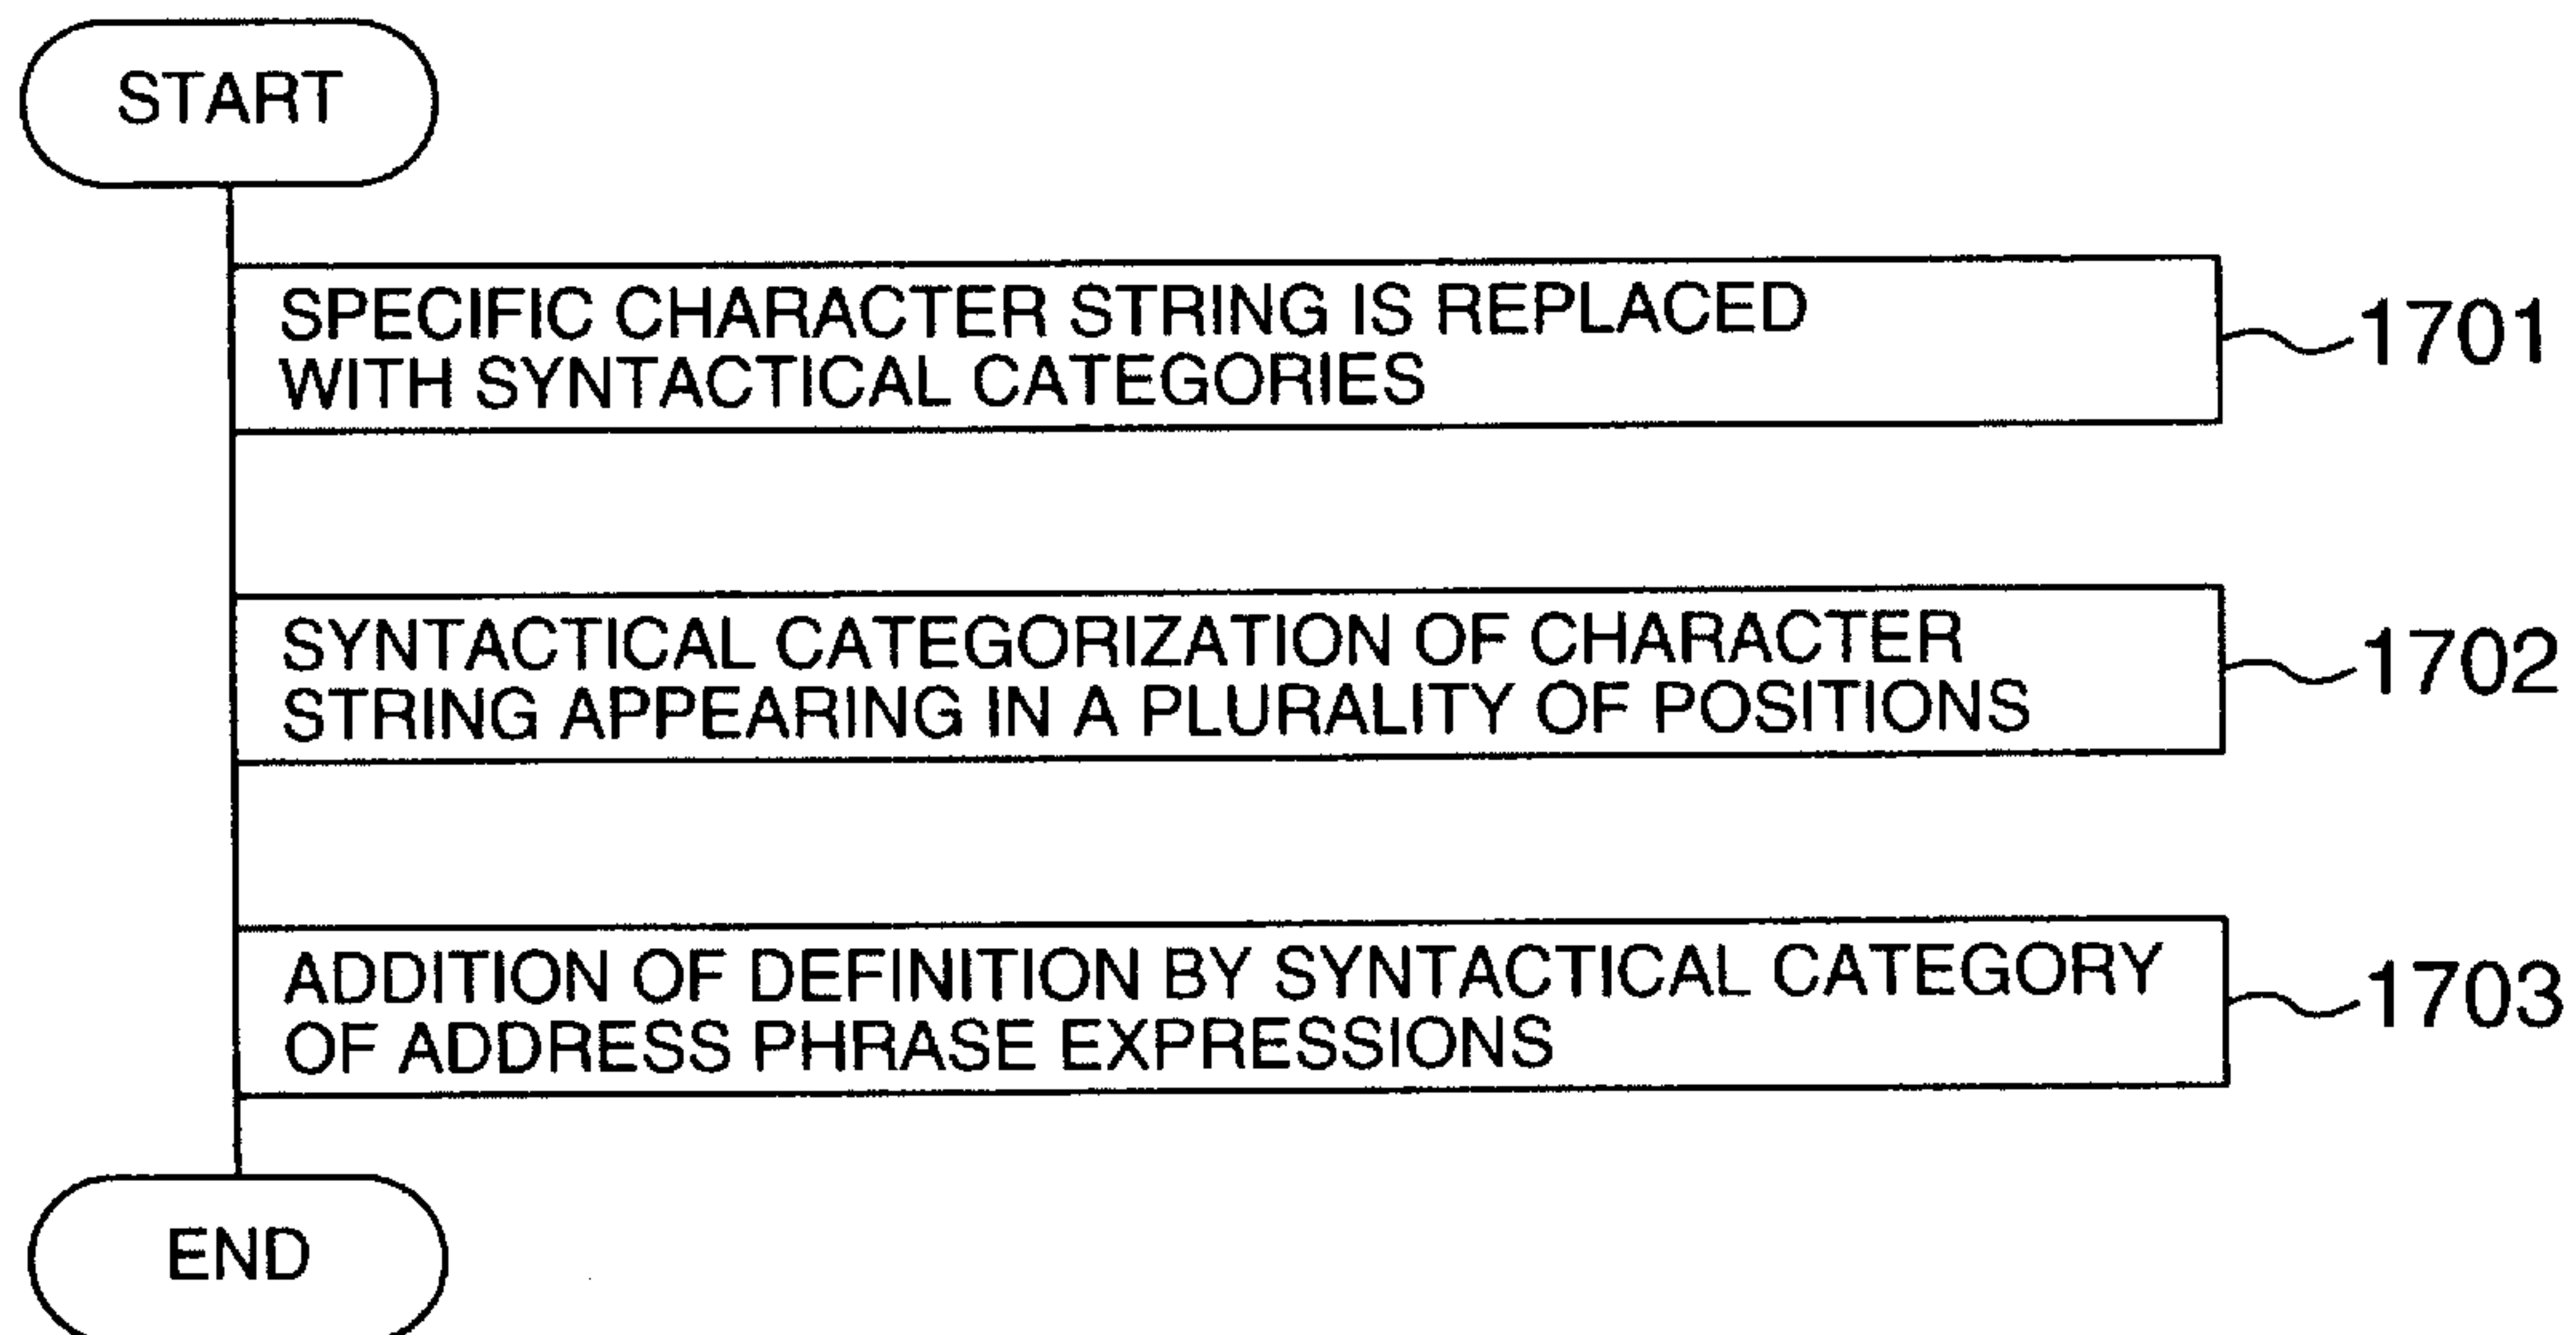 START
SPECIFIC CHARACTER STRING IS REPLACED
WITH SYNTACTICAL CATEGORIES
1701
SYNTACTICAL CATEGORIZATION OF CHARACTER
STRING APPEARING IN A PLURALITY OF POSITIONS
1702
ADDITION OF DEFINITION BY SYNTACTICAL CATEGORY
OF ADDRESS PHRASE EXPRESSIONS
1703
END